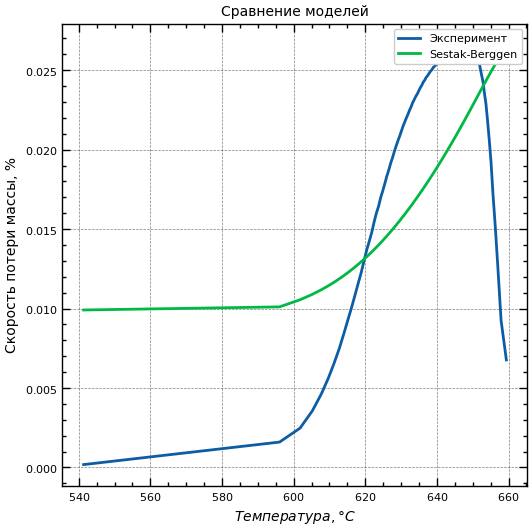 Сравнение моделей
Эксперимент
Sestak-Berggen
Скорость потери массы, %
0.025
0.020
0.015
0.010
0.005
0.000
540 560 580 600 620 640 660
Температура, °C